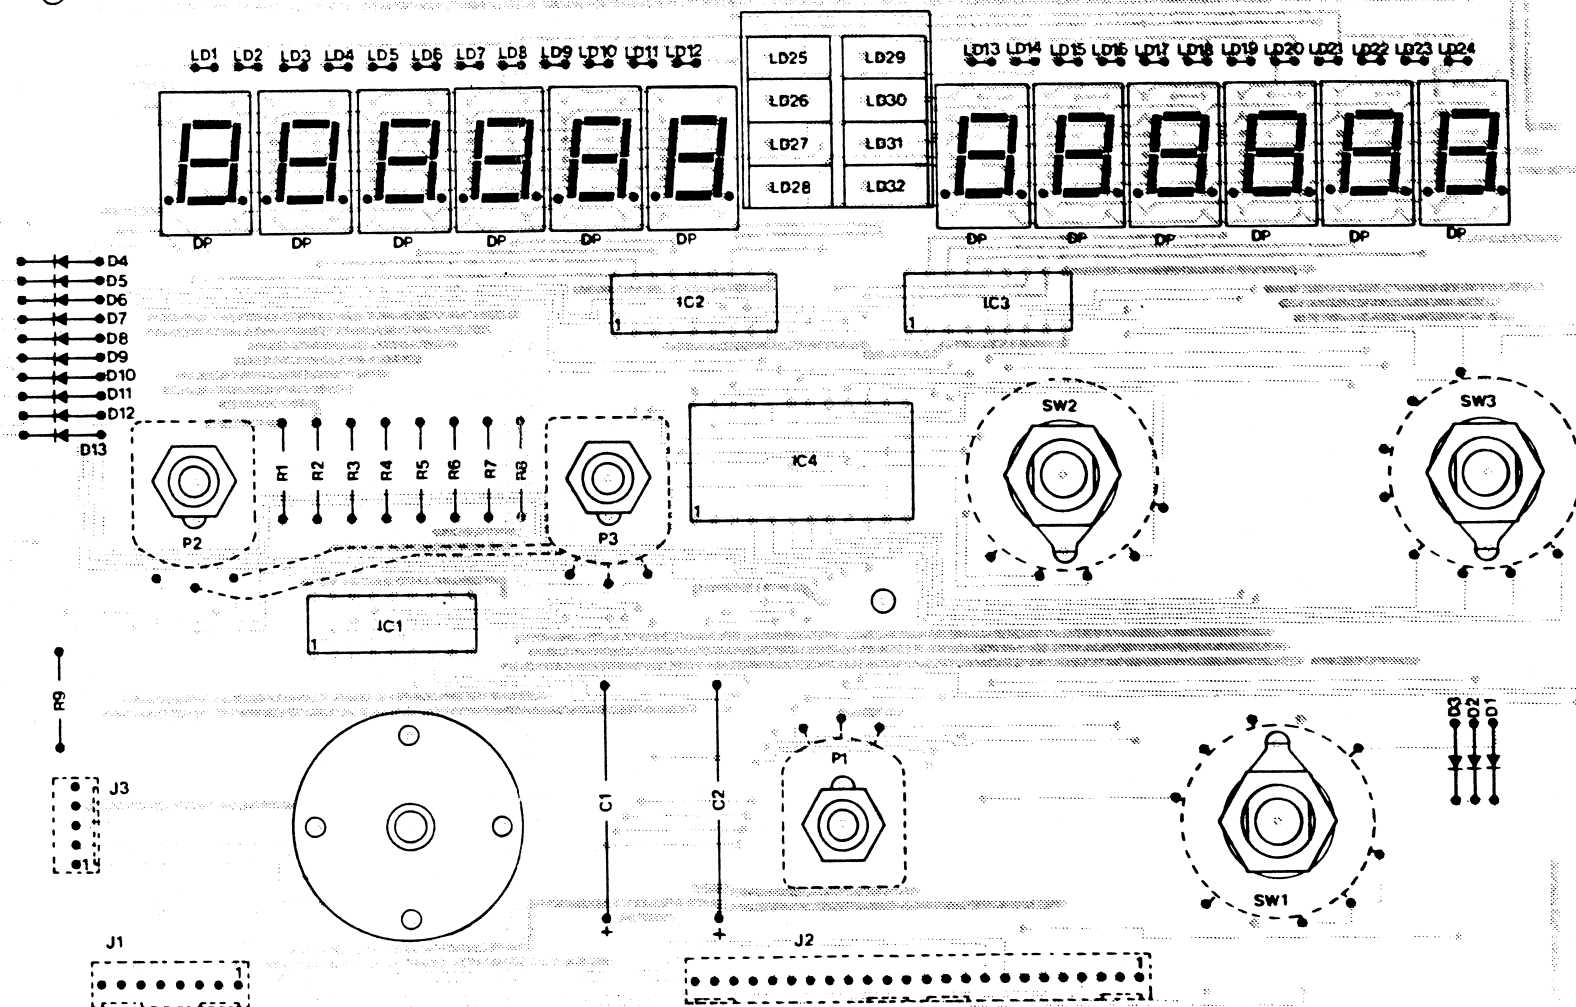 LD1 LD2 LD3 LD4 LD5 LD6 LD7 LD8 LD9 LD10 LD11 LD12
LD25 LD29
LD26 LD30
LD27 LD31
LD28 LD32
LD13 LD14 LD15 LD16 LD17 LD18 LD19 LD20 LD21 LD22 LD23 LD24
DP DP DP DP DP DP
DP DP DP DP DP DP
D4
D5
D6
D7
D8
D9
D10
D11
D12
D13
IC2
1
IC3
1
SW2
SW3
R1 R2 R3 R4 R5 R6 R7 R8
IC4
1
P2
P3
IC1
1
R9
D3 D2 D1
P1
J3
1
C1
+
C2
+
SW1
J1
1
J2
1